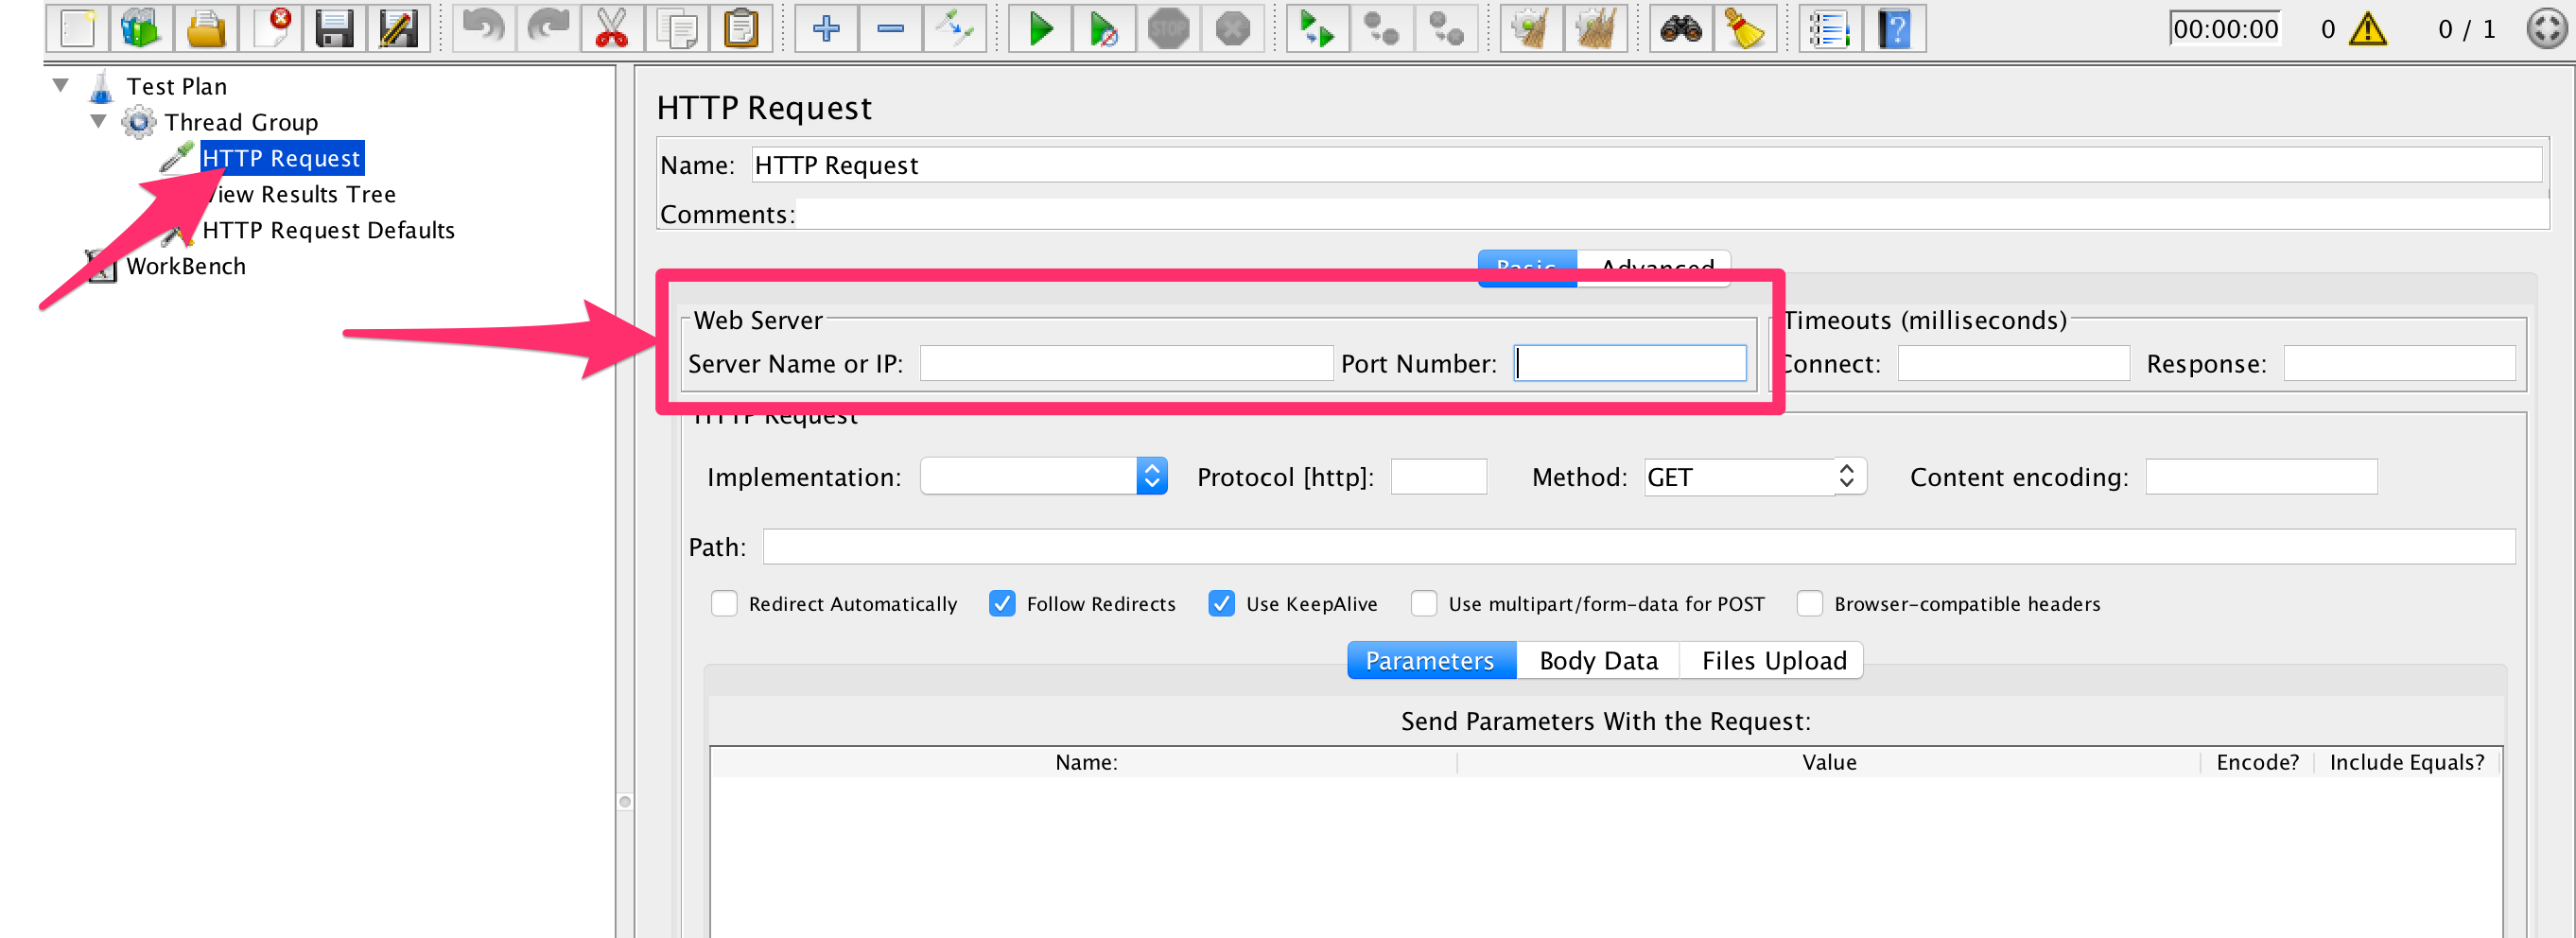 STOP
00:00:00 0 0 / 1
Test Plan
Thread Group
HTTP Request
View Results Tree
HTTP Request Defaults
WorkBench
HTTP Request
Name: HTTP Request
Comments:
Basic Advanced
Web Server
Server Name or IP: Port Number:
Timeouts (milliseconds)
Connect: Response:
HTTP Request
Implementation: Protocol [http]: Method: GET Content encoding:
Path:
Redirect Automatically Follow Redirects Use KeepAlive Use multipart/form-data for POST Browser-compatible headers
Parameters Body Data Files Upload
Send Parameters With the Request:
Name: Value Encode? Include Equals?